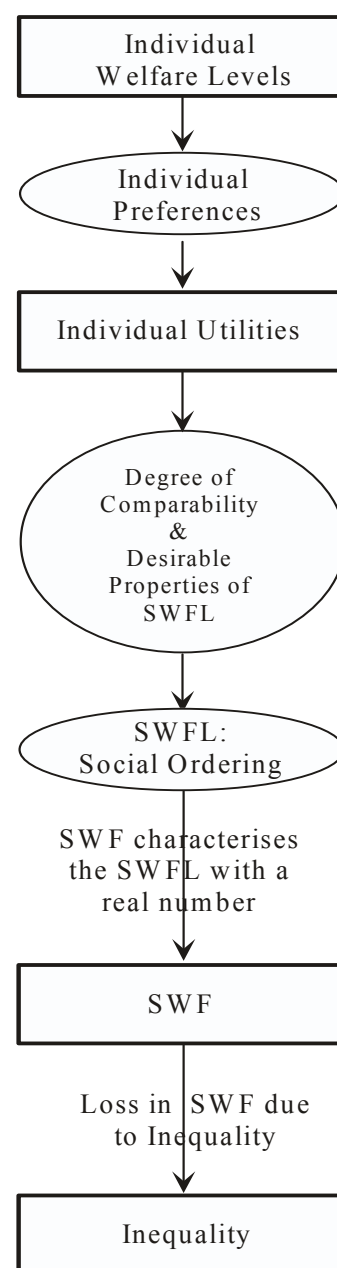 Individual
Welfare Levels
Individual
Preferences
Individual Utilities
Degree of
Comparability
&
Desirable
Properties of
SWFL
SWFL:
Social Ordering
SWF characterises
the SWFL with a
real number
SWF
Loss in SWF due
to Inequality
Inequality